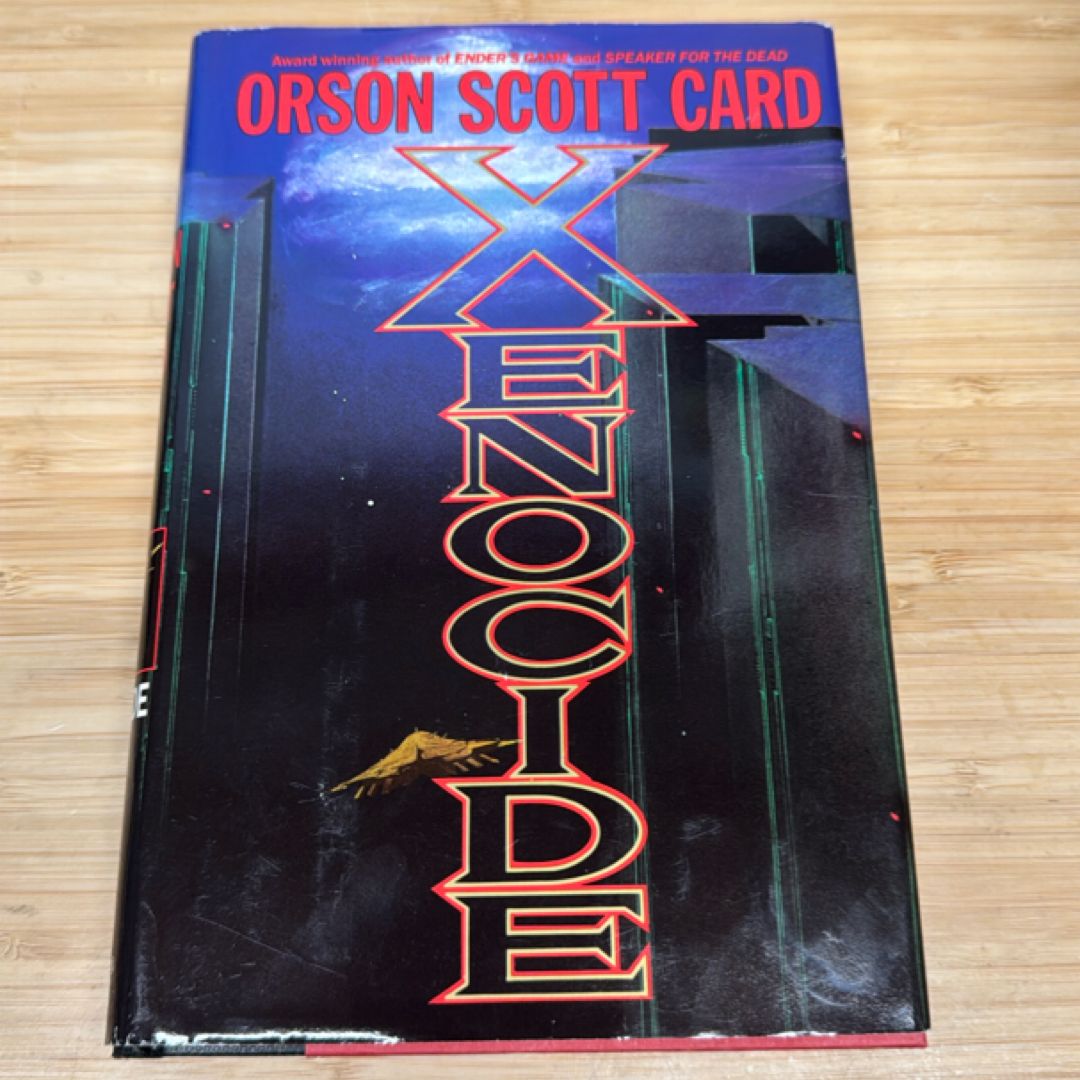 Award winning author of ENDER'S GAME and SPEAKER FOR THE DEAD
ORSON SCOTT CARD
XENOCIDE
E